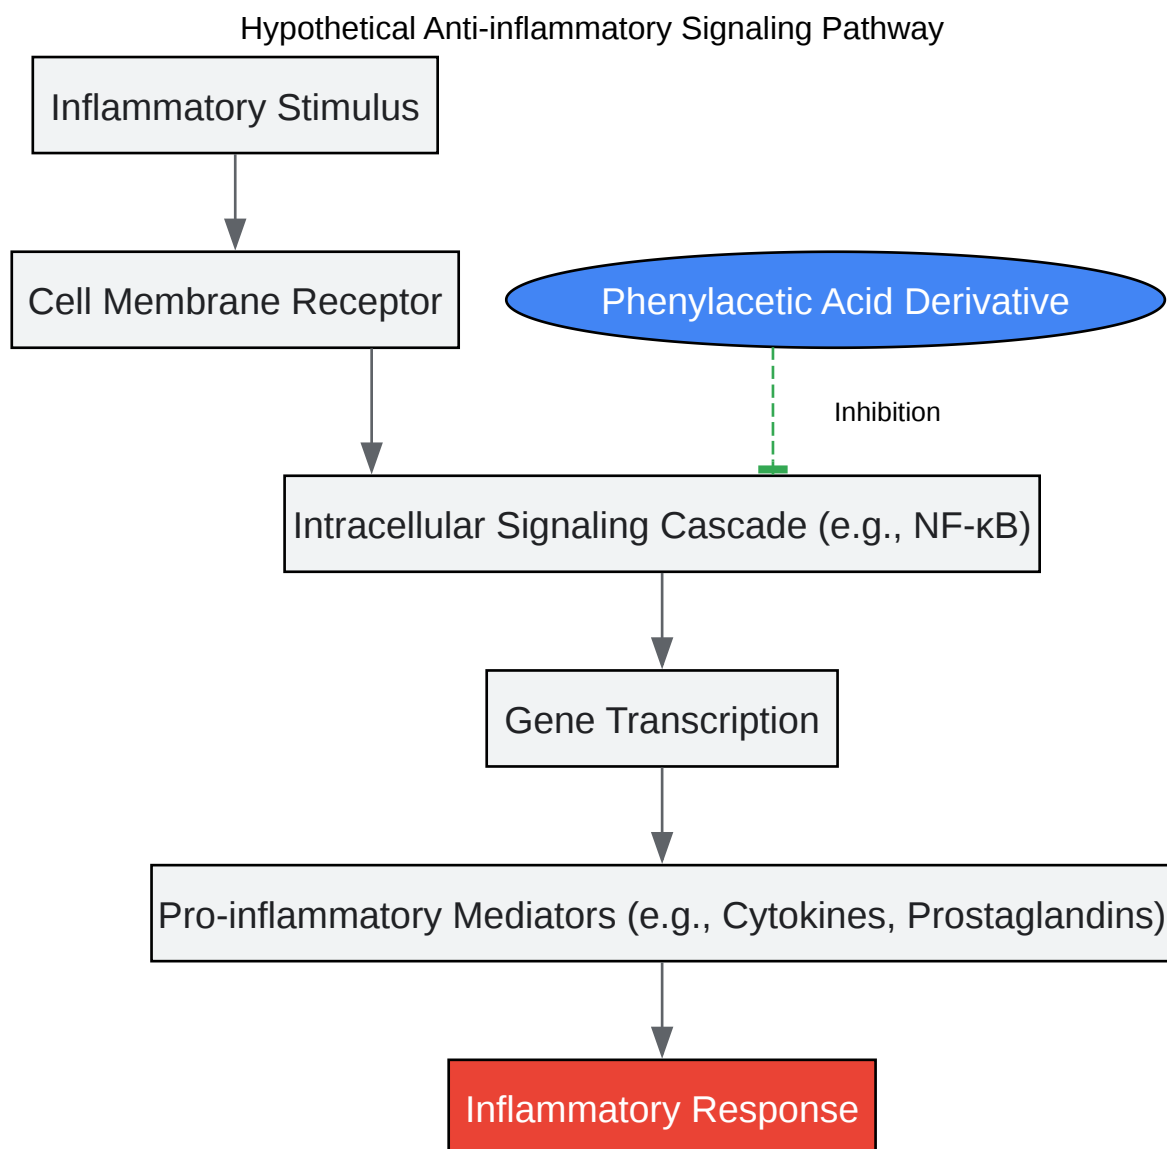 Hypothetical Anti-inflammatory Signaling Pathway
Inflammatory Stimulus
Cell Membrane Receptor
Phenylacetic Acid Derivative
Inhibition
Intracellular Signaling Cascade (e.g., NF-κB)
Gene Transcription
Pro-inflammatory Mediators (e.g., Cytokines, Prostaglandins)
Inflammatory Response